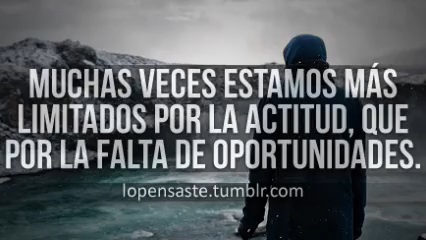 MUCHAS VECES ESTAMOS MÁS
LIMITADOS POR LA ACTITUD, QUE
POR LA FALTA DE OPORTUNIDADES.
lopensaste.tumblr.com